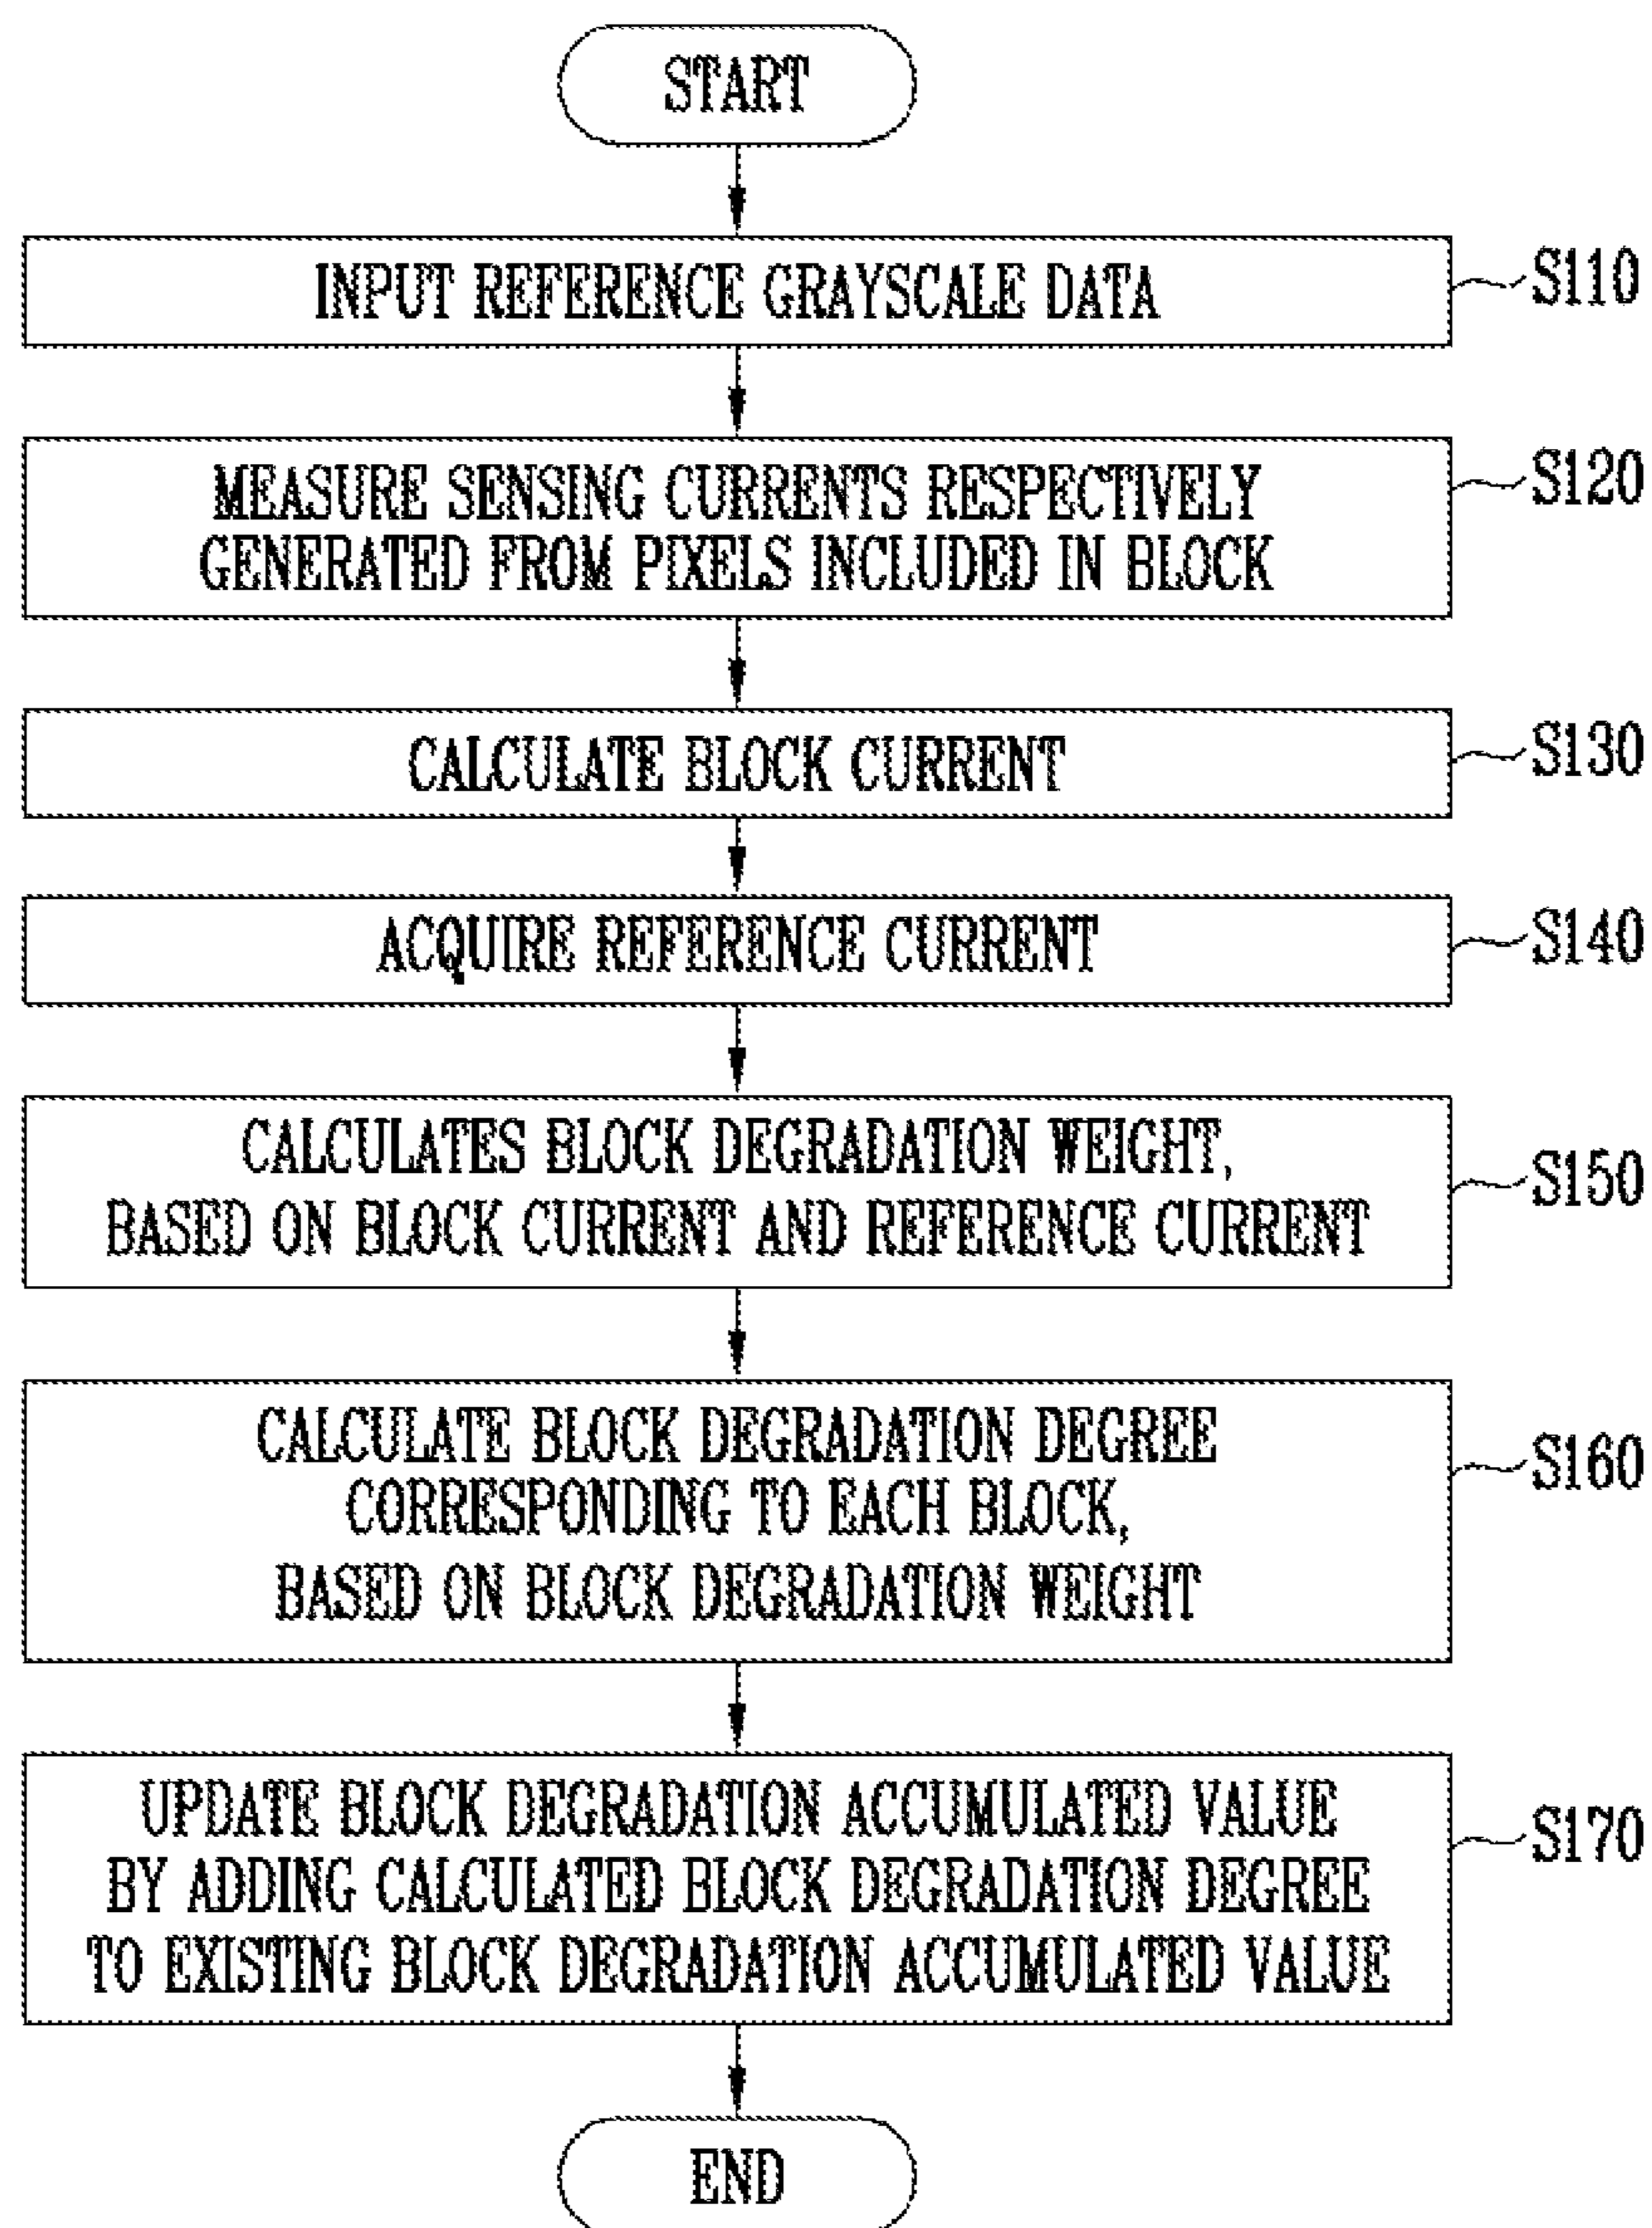 START
INPUT REFERENCE GRAYSCALE DATA
S110
MEASURE SENSING CURRENTS RESPECTIVELY
GENERATED FROM PIXELS INCLUDED IN BLOCK
S120
CALCULATE BLOCK CURRENT
S130
ACQUIRE REFERENCE CURRENT
S140
CALCULATES BLOCK DEGRADATION WEIGHT,
BASED ON BLOCK CURRENT AND REFERENCE CURRENT
S150
CALCULATE BLOCK DEGRADATION DEGREE
CORRESPONDING TO EACH BLOCK,
BASED ON BLOCK DEGRADATION WEIGHT
S160
UPDATE BLOCK DEGRADATION ACCUMULATED VALUE
BY ADDING CALCULATED BLOCK DEGRADATION DEGREE
TO EXISTING BLOCK DEGRADATION ACCUMULATED VALUE
S170
END